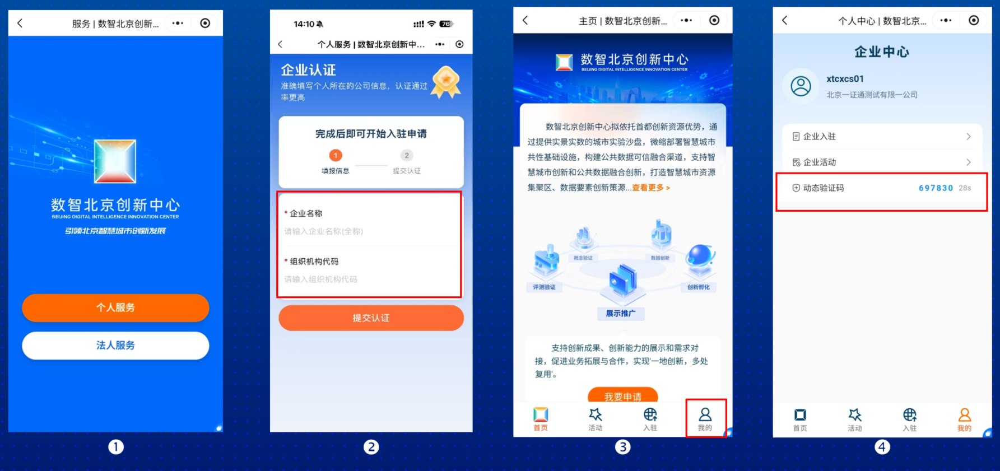 服务 | 数智北京创新...
数智北京创新中心
BEIJING DIGITAL INTELLIGENCE INNOVATION CENTER
引领北京智慧城市创新发展
个人服务
法人服务
1
14:10
76
个人服务 | 数智北京创新中...
企业认证
准确填写个人所在的公司信息，认证通过
率更高
完成后即可开始入驻申请
1
2
填报信息
提交认证
* 企业名称
请输入企业名称(全称)
* 组织机构代码
请输入组织机构代码
提交认证
2
主页 | 数智北京创新...
数智北京创新中心
BEIJING DIGITAL INTELLIGENCE INNOVATION CENTER
数智北京创新中心拟依托首都创新资源优势，通
过提供实景实数的城市实验沙盘，微缩部署智慧城市
共性基础设施，构建公共数据可信融合渠道，支持智
慧城市创新和公共数据融合创新，打造智慧城市资源
集聚区、数据要素创新策源...查看更多 >
概念验证
数据创新
评测验证
创新孵化
展示推广
支持创新成果、创新能力的展示和需求对
接，促进业务拓展与合作，实现'一地创新，多处
复用'。
我要申请
首页
活动
入驻
我的
3
个人中心 | 数智北京...
企业中心
xtcxcs01
北京一证通测试有限一公司
企业入驻
企业活动
动态验证码
697830 28s
首页
活动
入驻
我的
4